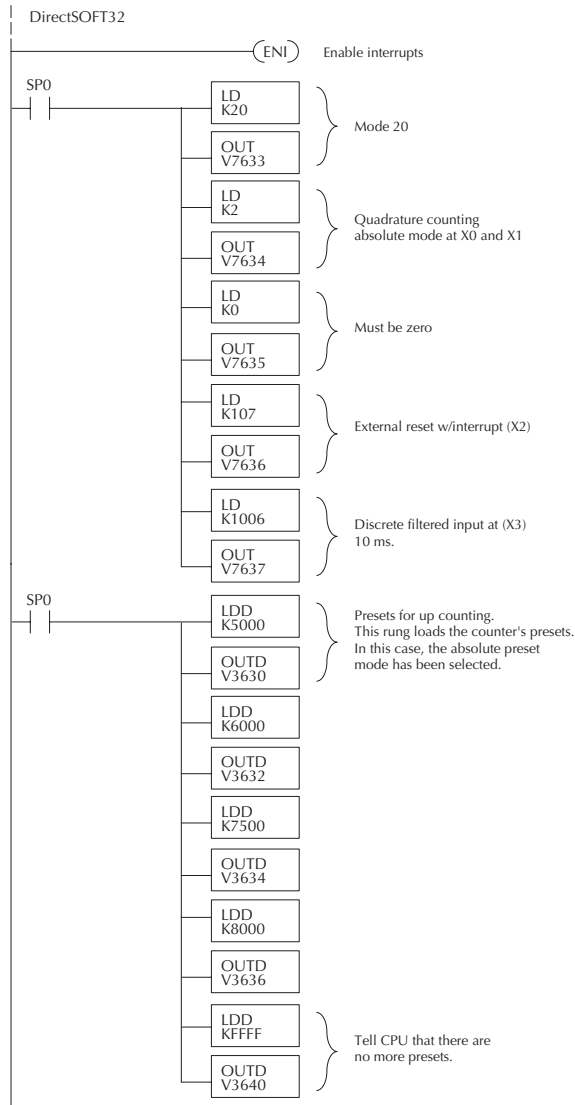 DirectSOFT32
ENI Enable interrupts
SP0
LD
K20
Mode 20
OUT
V7633
LD
K2
Quadrature counting
absolute mode at X0 and X1
OUT
V7634
LD
K0
Must be zero
OUT
V7635
LD
K107
External reset w/interrupt (X2)
OUT
V7636
LD
K1006
Discrete filtered input at (X3)
10 ms.
OUT
V7637
SP0
LDD
K5000
Presets for up counting.
This rung loads the counter's presets.
In this case, the absolute preset
mode has been selected.
OUTD
V3630
LDD
K6000
OUTD
V3632
LDD
K7500
OUTD
V3634
LDD
K8000
OUTD
V3636
LDD
KFFFF
Tell CPU that there are
no more presets.
OUTD
V3640